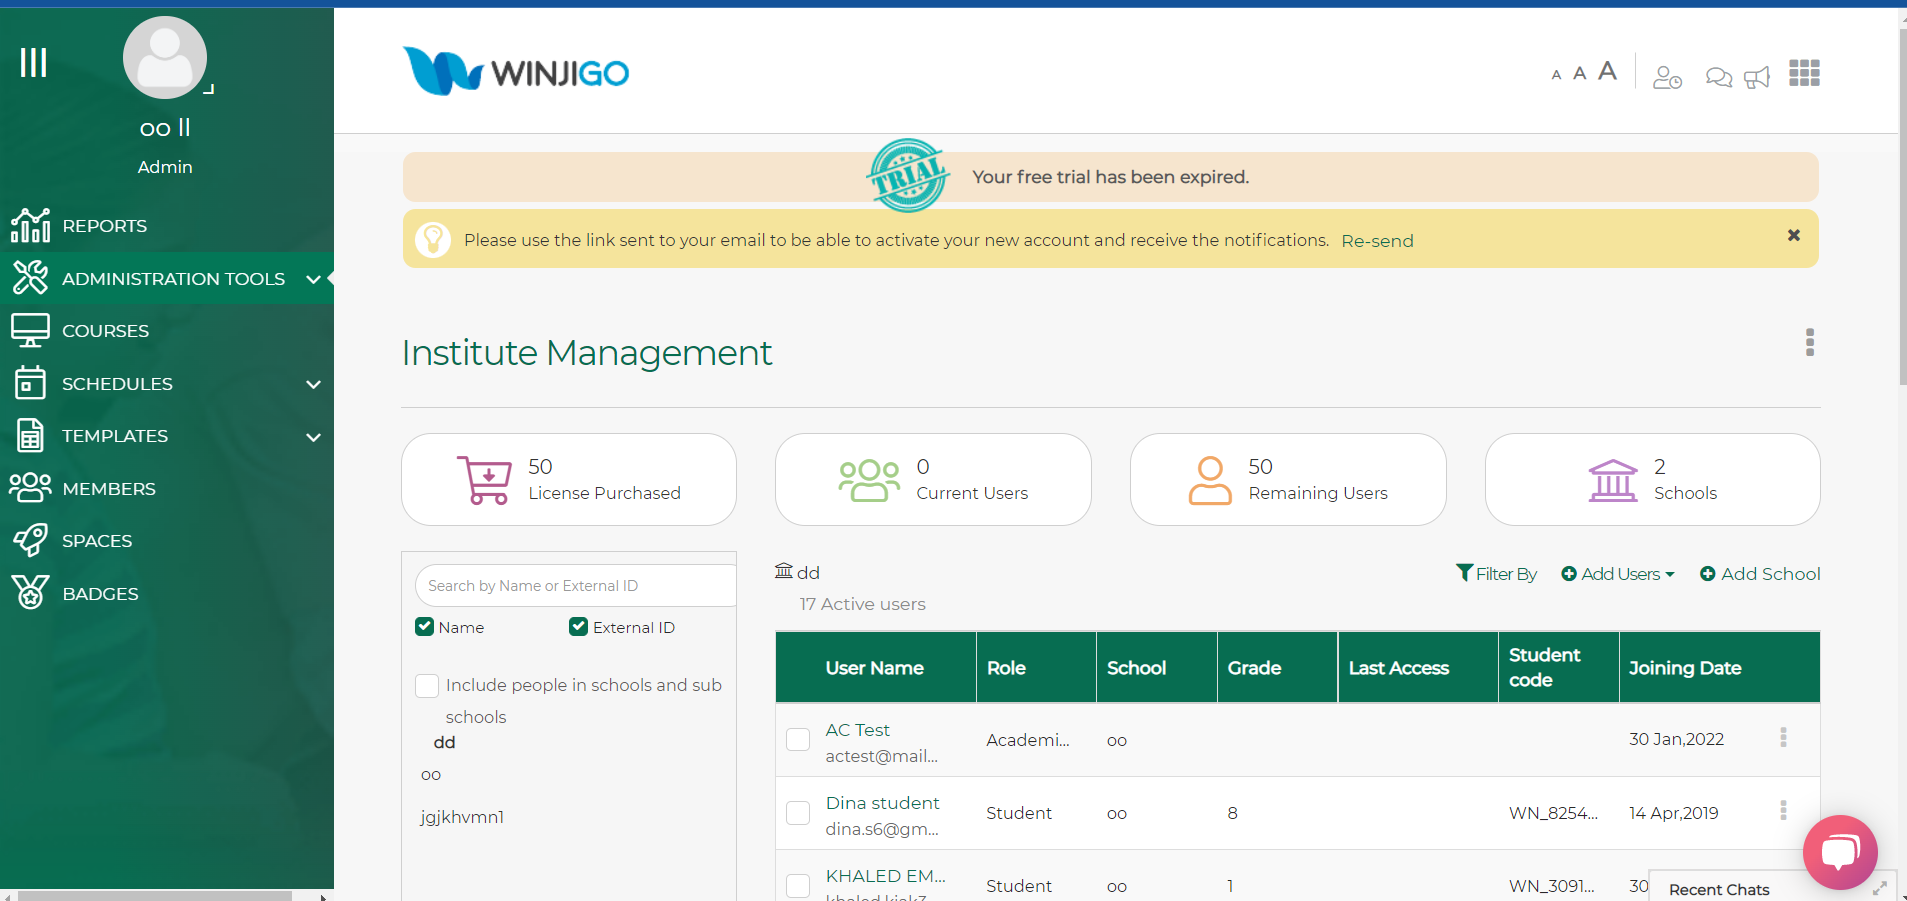 oo ll
Admin
REPORTS
ADMINISTRATION TOOLS
COURSES
SCHEDULES
TEMPLATES
MEMBERS
SPACES
BADGES
WINJIGO
A A A
TRIAL
Your free trial has been expired.
Please use the link sent to your email to be able to activate your new account and receive the notifications. Re-send
Institute Management
50
License Purchased
0
Current Users
50
Remaining Users
2
Schools
Search by Name or External ID
Name External ID
Include people in schools and sub
schools
dd
oo
jgjkhvmn1
dd
17 Active users
Filter By Add Users Add School
User Name Role School Grade Last Access Student code Joining Date
AC Test
actest@mail...
Academi... oo 30 Jan,2022
Dina student
dina.s6@gm...
Student oo 8 WN_8254... 14 Apr,2019
KHALED EM...
Student oo 1 WN_3091... 30
Recent Chats